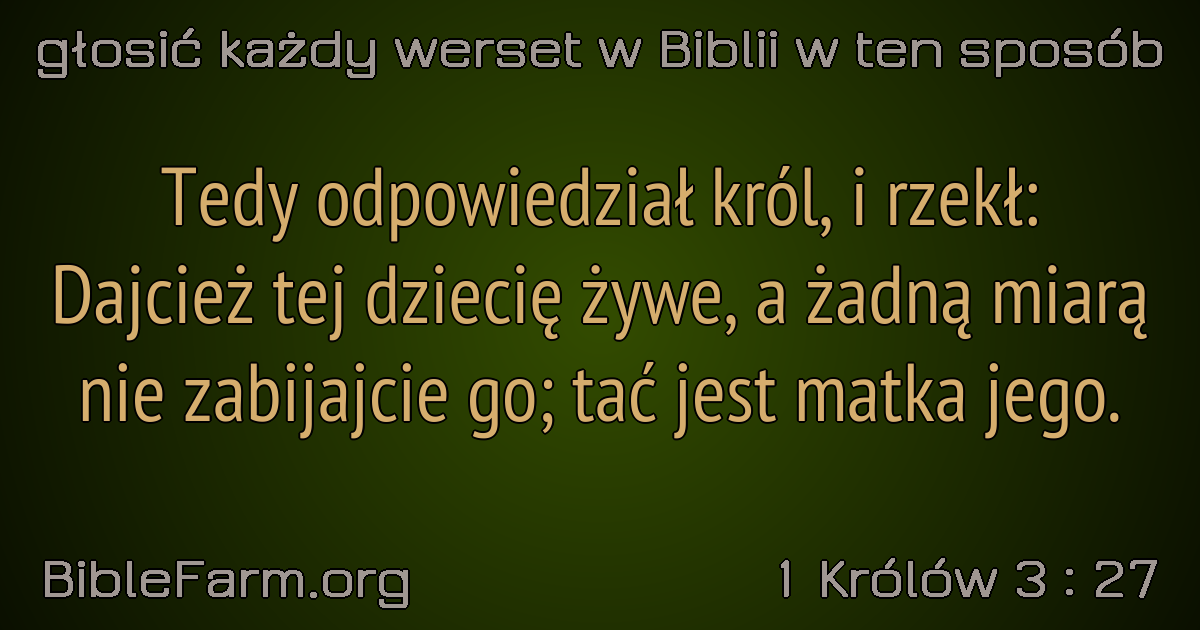 głosić każdy werset w Biblii w ten sposób
Tedy odpowiedział król, i rzekł:
Dajcież tej dziecię żywe, a żadną miarą
nie zabijajcie go; tać jest matka jego.
BibleFarm.org
1 Królów 3 : 27